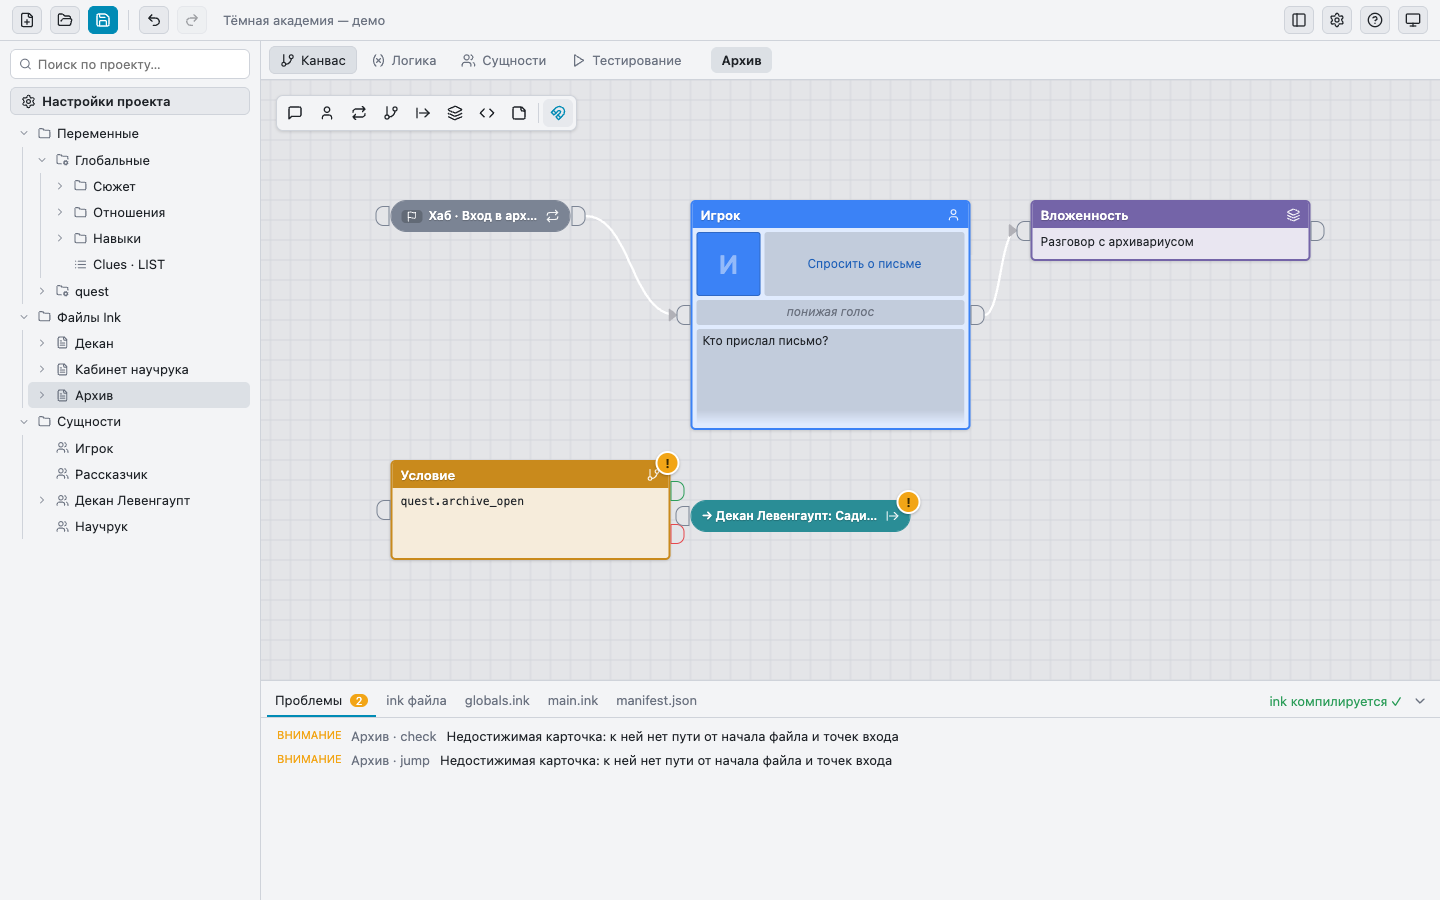 Тёмная академия — демо
Поиск по проекту...
Настройки проекта
Переменные
Глобальные
Сюжет
Отношения
Навыки
Clues · LIST
quest
Файлы Ink
Декан
Кабинет научрука
Архив
Сущности
Игрок
Рассказчик
Декан Левенгаупт
Научрук
Канвас
Логика
Сущности
Тестирование
Архив
Хаб · Вход в арх...
Игрок
И
Спросить о письме
понижая голос
Кто прислал письмо?
Вложенность
Разговор с архивариусом
Условие
!
quest.archive_open
→ Декан Левенгаупт: Сади...
!
Проблемы 2
ink файла
globals.ink
main.ink
manifest.json
ink компилируется ✓
ВНИМАНИЕ Архив · check Недостижимая карточка: к ней нет пути от начала файла и точек входа
ВНИМАНИЕ Архив · jump Недостижимая карточка: к ней нет пути от начала файла и точек входа